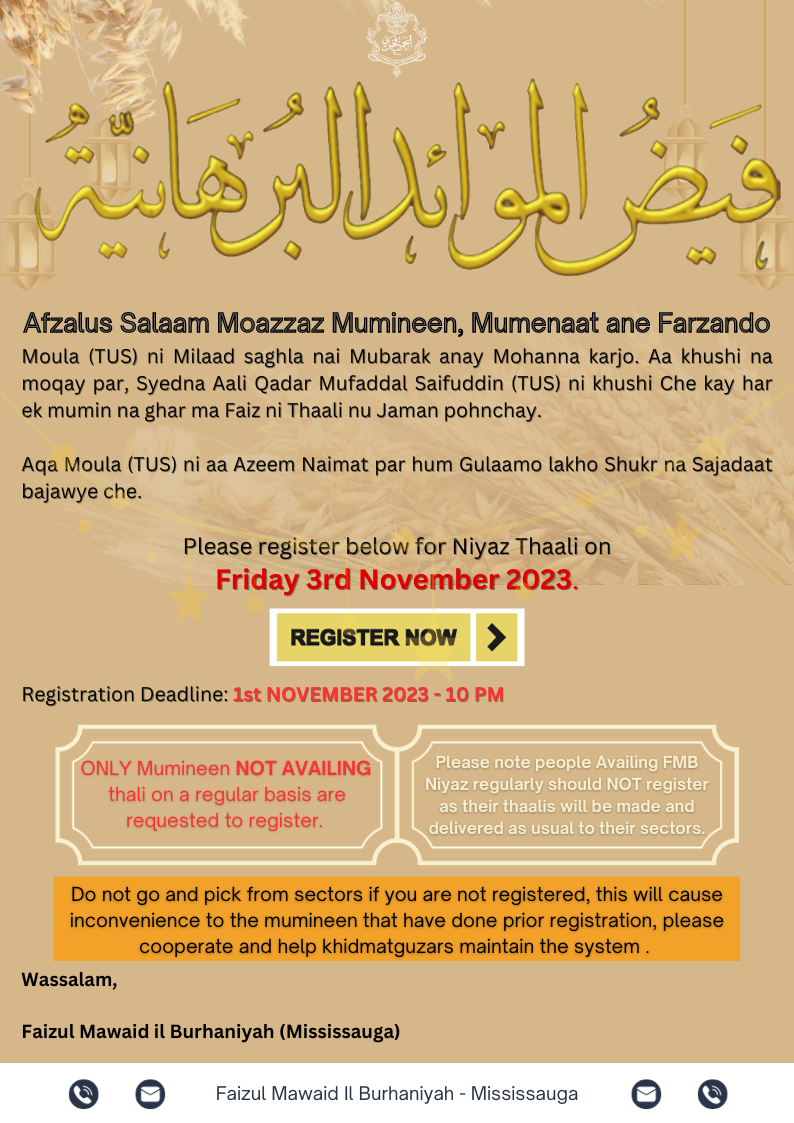 فيض الموائد البرهانية
Afzalus Salaam Moazzaz Mumineen, Mumenaat ane Farzando
Moula (TUS) ni Milaad saghla nai Mubarak anay Mohanna karjo. Aa khushi na
moqay par, Syedna Aali Qadar Mufaddal Saifuddin (TUS) ni khushi Che kay har
ek mumin na ghar ma Faiz ni Thaali nu Jaman pohnchay.
Aqa Moula (TUS) ni aa Azeem Naimat par hum Gulaamo lakho Shukr na Sajadaat
bajawye che.
Please register below for Niyaz Thaali on
Friday 3rd November 2023.
REGISTER NOW
Registration Deadline: 1st NOVEMBER 2023 - 10 PM
ONLY Mumineen NOT AVAILING
thali on a regular basis are
requested to register.
Please note people Availing FMB
Niyaz regularly should NOT register
as their thaalis will be made and
delivered as usual to their sectors.
Do not go and pick from sectors if you are not registered, this will cause
inconvenience to the mumineen that have done prior registration, please
cooperate and help khidmatguzars maintain the system .
Wassalam,
Faizul Mawaid il Burhaniyah (Mississauga)
Faizul Mawaid Il Burhaniyah - Mississauga